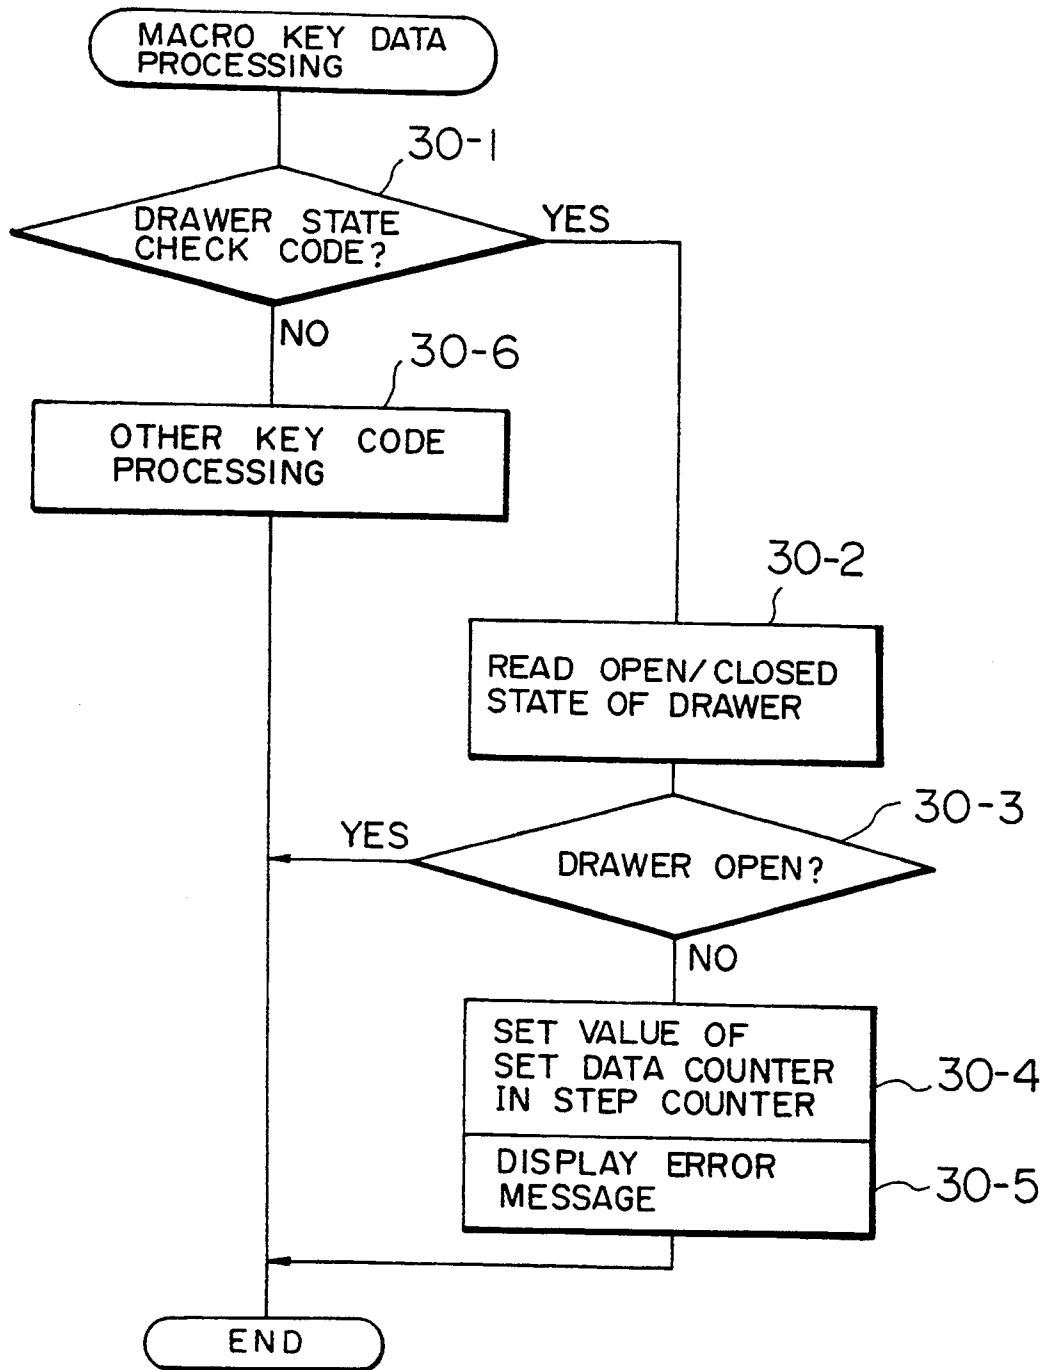 MACRO KEY DATA
PROCESSING
30-1
DRAWER STATE
CHECK CODE?
YES
NO
30-6
OTHER KEY CODE
PROCESSING
30-2
READ OPEN/CLOSED
STATE OF DRAWER
30-3
YES
DRAWER OPEN?
NO
SET VALUE OF
SET DATA COUNTER
IN STEP COUNTER
30-4
DISPLAY ERROR
MESSAGE
30-5
END